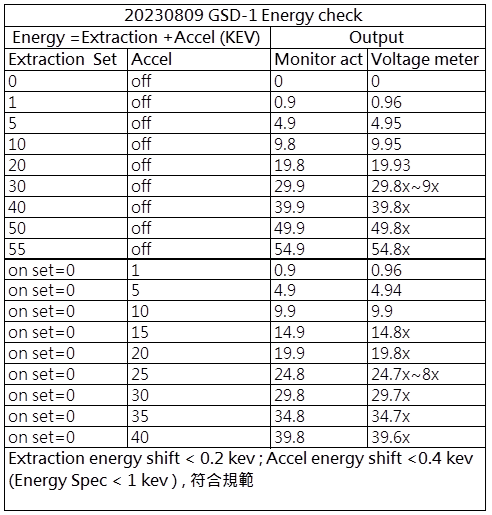 20230809 GSD-1 Energy check
Energy =Extraction +Accel (KEV) Output
Extraction Set Accel Monitor act Voltage meter
0 off 0 0
1 off 0.9 0.96
5 off 4.9 4.95
10 off 9.8 9.95
20 off 19.8 19.93
30 off 29.9 29.8x~9x
40 off 39.9 39.8x
50 off 49.9 49.8x
55 off 54.9 54.8x
on set=0 1 0.9 0.96
on set=0 5 4.9 4.94
on set=0 10 9.9 9.9
on set=0 15 14.9 14.8x
on set=0 20 19.9 19.8x
on set=0 25 24.8 24.7x~8x
on set=0 30 29.8 29.7x
on set=0 35 34.8 34.7x
on set=0 40 39.8 39.6x
Extraction energy shift < 0.2 kev ; Accel energy shift <0.4 kev
(Energy Spec < 1 kev ) , 符合規範